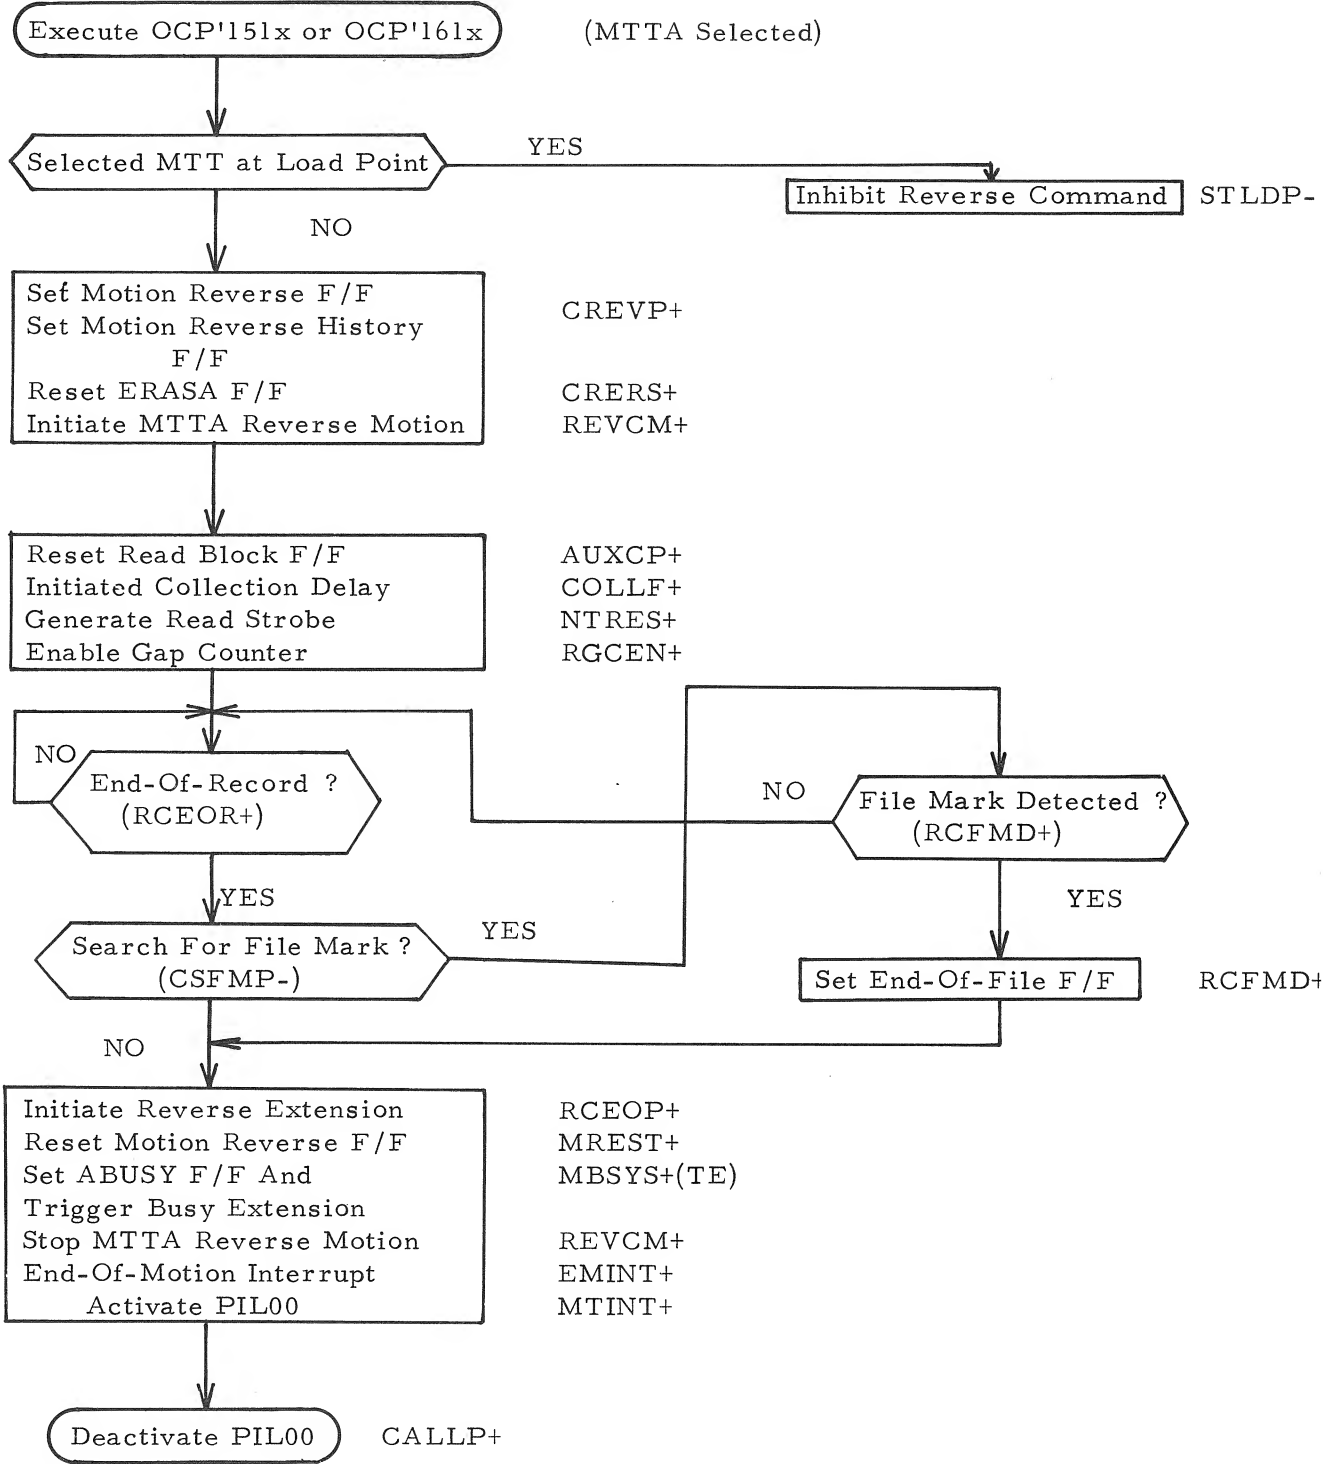 Execute OCP'151x or OCP'161x (MTTA Selected)
Selected MTT at Load Point
YES
Inhibit Reverse Command STLDP-
NO
Set Motion Reverse F/F
CREVP+
Set Motion Reverse History
F/F
Reset ERASA F/F CRERS+
Initiate MTTA Reverse Motion REVCM+
Reset Read Block F/F AUXCP+
Initiated Collection Delay COLLF+
Generate Read Strobe NTRES+
Enable Gap Counter RGCEN+
NO
End-Of-Record ?
(RCEOR+)
NO
File Mark Detected ?
(RCFMD+)
YES
YES
Search For File Mark ?
(CSFMP-)
YES
Set End-Of-File F/F RCFMD+
NO
Initiate Reverse Extension RCEOP+
Reset Motion Reverse F/F MREST+
Set ABUSY F/F And MBSYS+(TE)
Trigger Busy Extension
Stop MTTA Reverse Motion REVCM+
End-Of-Motion Interrupt EMINT+
Activate PIL00 MTINT+
Deactivate PIL00 CALLP+